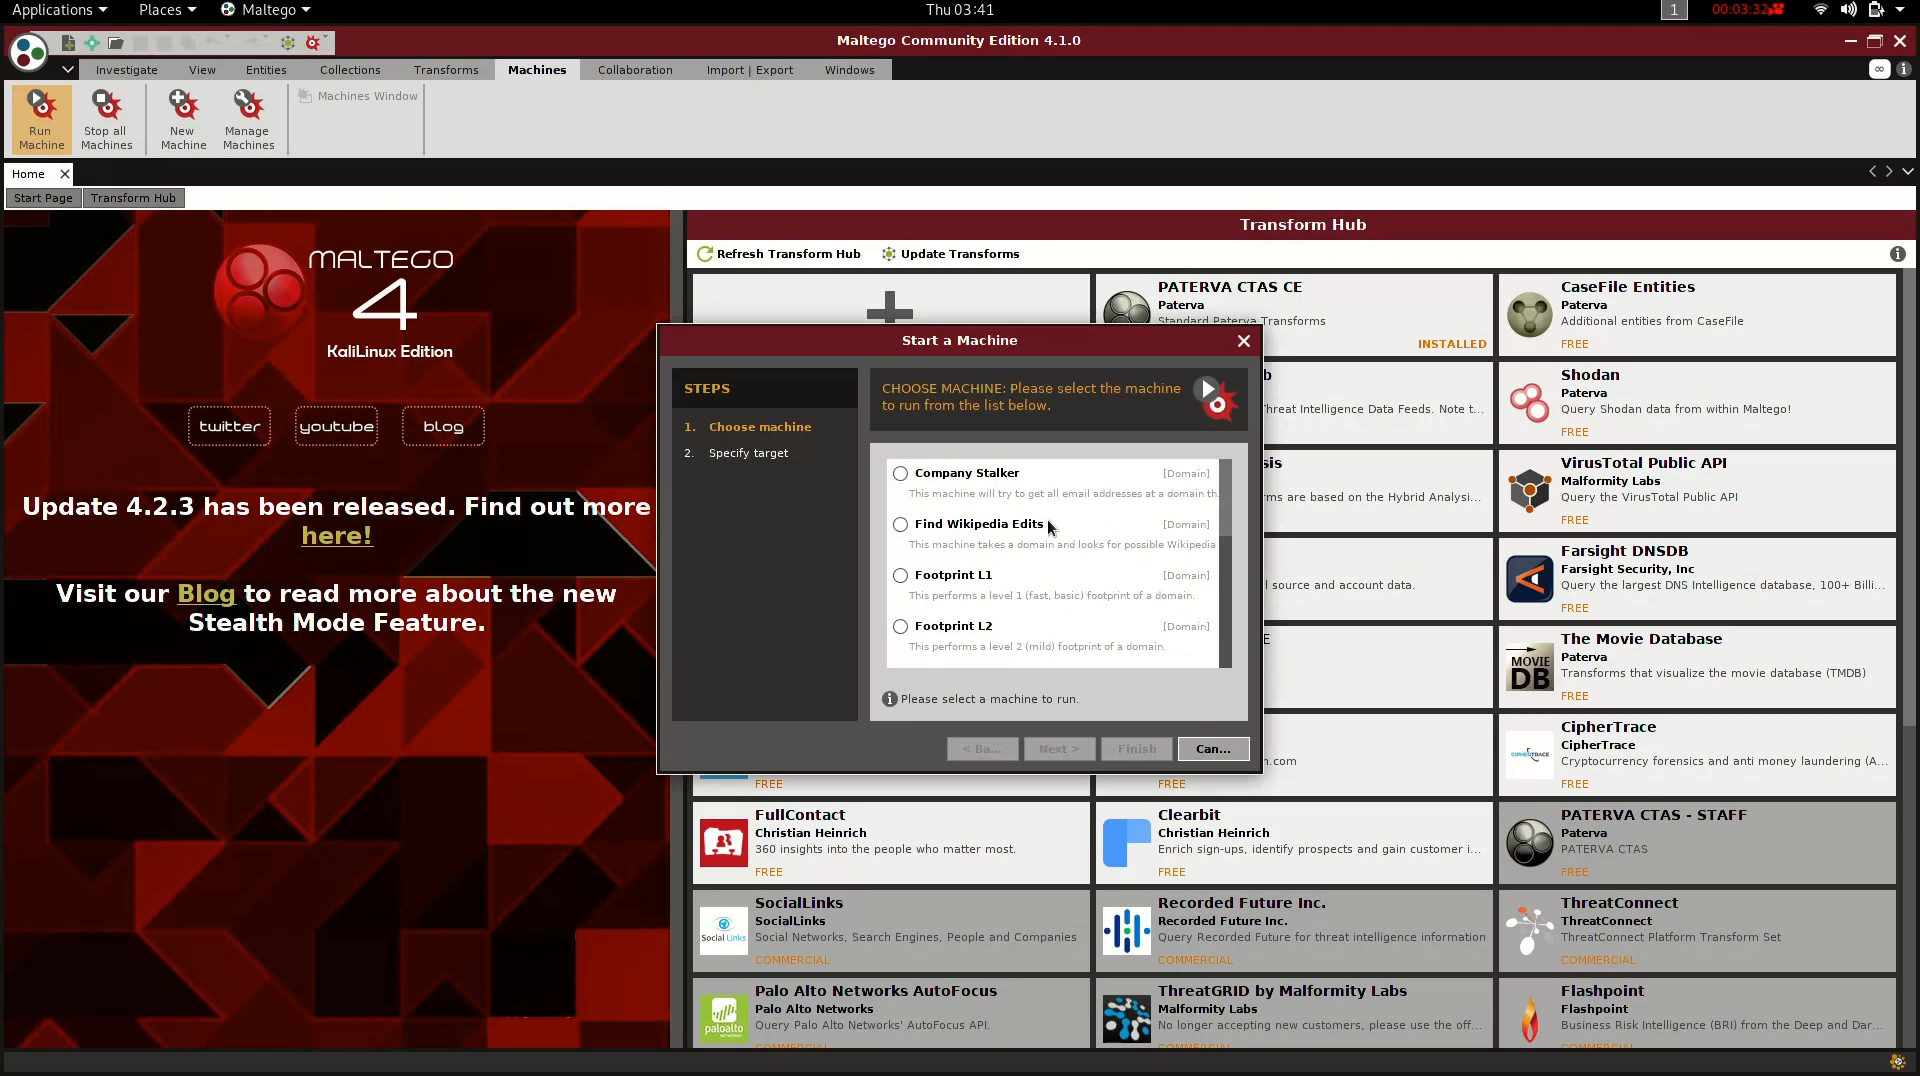 Applications Places Maltego Thu 03:41 1 00:03:32
Maltego Community Edition 4.1.0
Investigate View Entities Collections Transforms Machines Collaboration Import | Export Windows
Run Machine
Stop all Machines
New Machine
Manage Machines
Machines Window
Home
Start Page Transform Hub
MALTEGO
4
KaliLinux Edition
twitter youtube blog
Update 4.2.3 has been released. Find out more
here!
Visit our Blog to read more about the new
Stealth Mode Feature.
Transform Hub
Refresh Transform Hub Update Transforms
PATERVA CTAS CE
Paterva
Standard Paterva Transforms
INSTALLED
CaseFile Entities
Paterva
Additional entities from CaseFile
FREE
b
Threat Intelligence Data Feeds. Note t...
Shodan
Paterva
Query Shodan data from within Maltego!
FREE
sis
rms are based on the Hybrid Analysi...
VirusTotal Public API
Malformity Labs
Query the VirusTotal Public API
FREE
l source and account data.
Farsight DNSDB
Farsight Security, Inc
Query the largest DNS Intelligence database, 100+ Billi...
FREE
E
MOVIE
DB
The Movie Database
Paterva
Transforms that visualize the movie database (TMDB)
FREE
FREE
n.com
FREE
CIPHERTRACE
CipherTrace
CipherTrace
Cryptocurrency forensics and anti money laundering (A...
FREE
FullContact
Christian Heinrich
360 insights into the people who matter most.
FREE
Clearbit
Christian Heinrich
Enrich sign-ups, identify prospects and gain customer i...
FREE
PATERVA CTAS - STAFF
Paterva
PATERVA CTAS
FREE
Social Links
SocialLinks
SocialLinks
Social Networks, Search Engines, People and Companies
COMMERCIAL
Recorded Future Inc.
Recorded Future Inc.
Query Recorded Future for threat intelligence information
COMMERCIAL
ThreatConnect
ThreatConnect
ThreatConnect Platform Transform Set
COMMERCIAL
paloalto
Palo Alto Networks AutoFocus
Palo Alto Networks
Query Palo Alto Networks' AutoFocus API.
COMMERCIAL
ThreatGRID by Malformity Labs
Malformity Labs
No longer accepting new customers, please use the off...
COMMERCIAL
Flashpoint
Flashpoint
Business Risk Intelligence (BRI) from the Deep and Dar...
COMMERCIAL
Start a Machine
STEPS
1. Choose machine
2. Specify target
CHOOSE MACHINE: Please select the machine
to run from the list below.
Company Stalker [Domain]
This machine will try to get all email addresses at a domain th
Find Wikipedia Edits [Domain]
This machine takes a domain and looks for possible Wikipedia
Footprint L1 [Domain]
This performs a level 1 (fast, basic) footprint of a domain.
Footprint L2 [Domain]
This performs a level 2 (mild) footprint of a domain.
Please select a machine to run.
< Ba... Next > Finish Can...